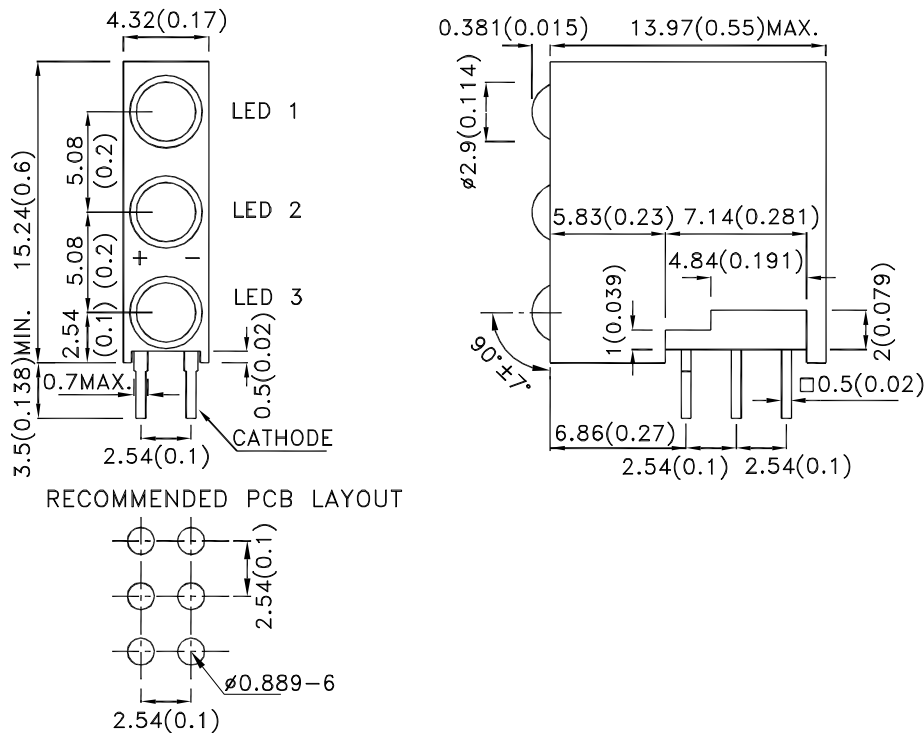 4.32(0.17)
LED 1
LED 2
LED 3
15.24(0.6)
5.08
(0.2)
5.08
(0.2)
2.54
(0.1)
+ −
3.5(0.138)MIN.
0.7MAX.
0.5(0.02)
CATHODE
2.54(0.1)
0.381(0.015)
13.97(0.55)MAX.
ø2.9(0.114)
5.83(0.23)
7.14(0.281)
4.84(0.191)
1(0.039)
2(0.079)
90°±7°
□0.5(0.02)
6.86(0.27)
2.54(0.1)
2.54(0.1)
RECOMMENDED PCB LAYOUT
2.54(0.1)
ø0.889-6
2.54(0.1)